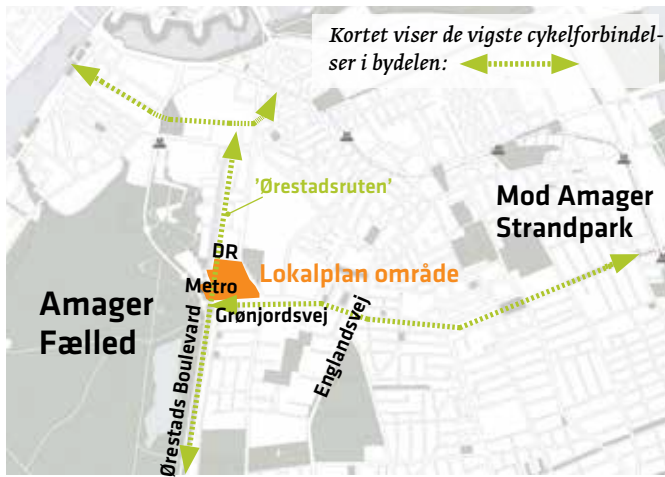 Kortet viser de vigste cykelforbindel-
ser i bydelen:
'Ørestadsruten'
Mod Amager
Strandpark
DR
Lokalplan område
Metro
Amager
Fælled
Grønjordsvej
Englandsvej
Ørestads Boulevard